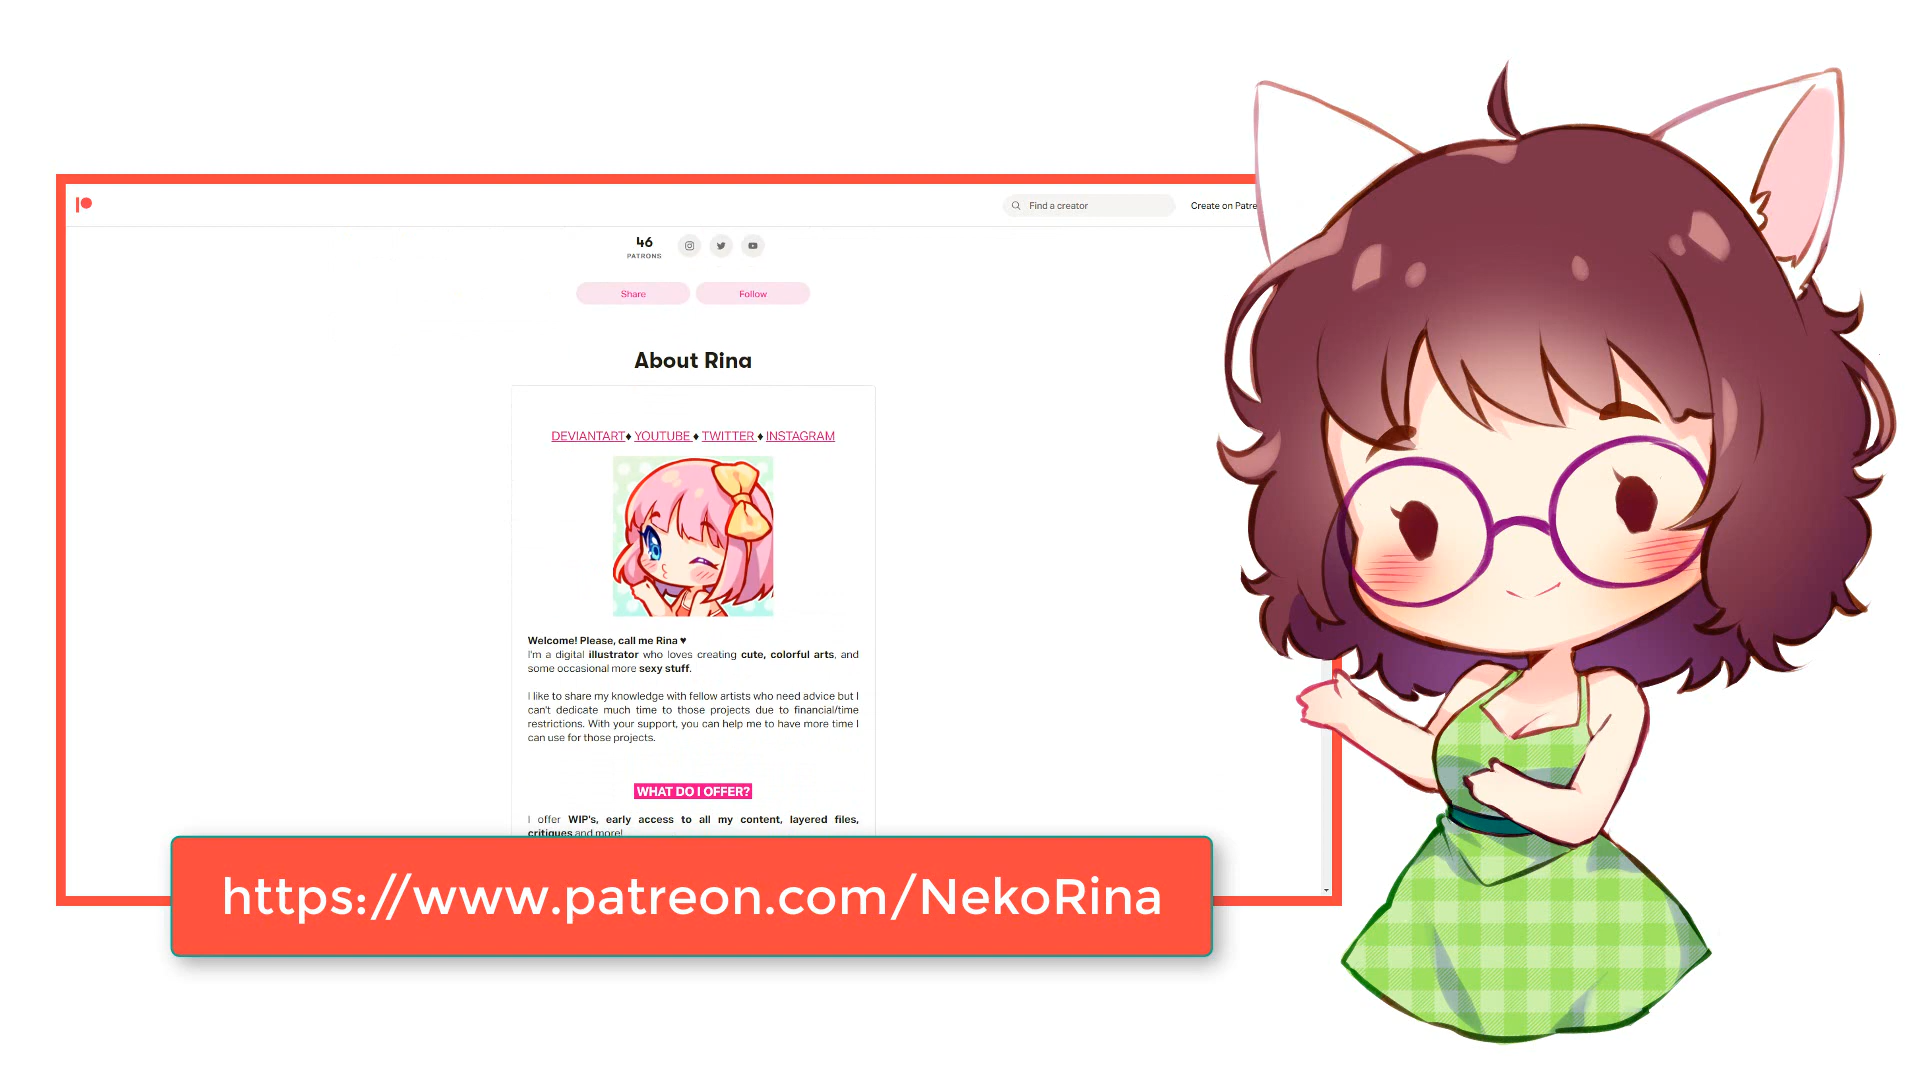 Find a creator
Create on Patre
46
PATRONS
Share
Follow
About Rina
DEVIANTART♦ YOUTUBE ♦ TWITTER ♦ INSTAGRAM
Welcome! Please, call me Rina ♥
I'm a digital illustrator who loves creating cute, colorful arts, and
some occasional more sexy stuff.
I like to share my knowledge with fellow artists who need advice but I
can't dedicate much time to those projects due to financial/time
restrictions. With your support, you can help me to have more time I
can use for those projects.
WHAT DO I OFFER?
I offer WIP's, early access to all my content, layered files,
critiques and more!
https://www.patreon.com/NekoRina